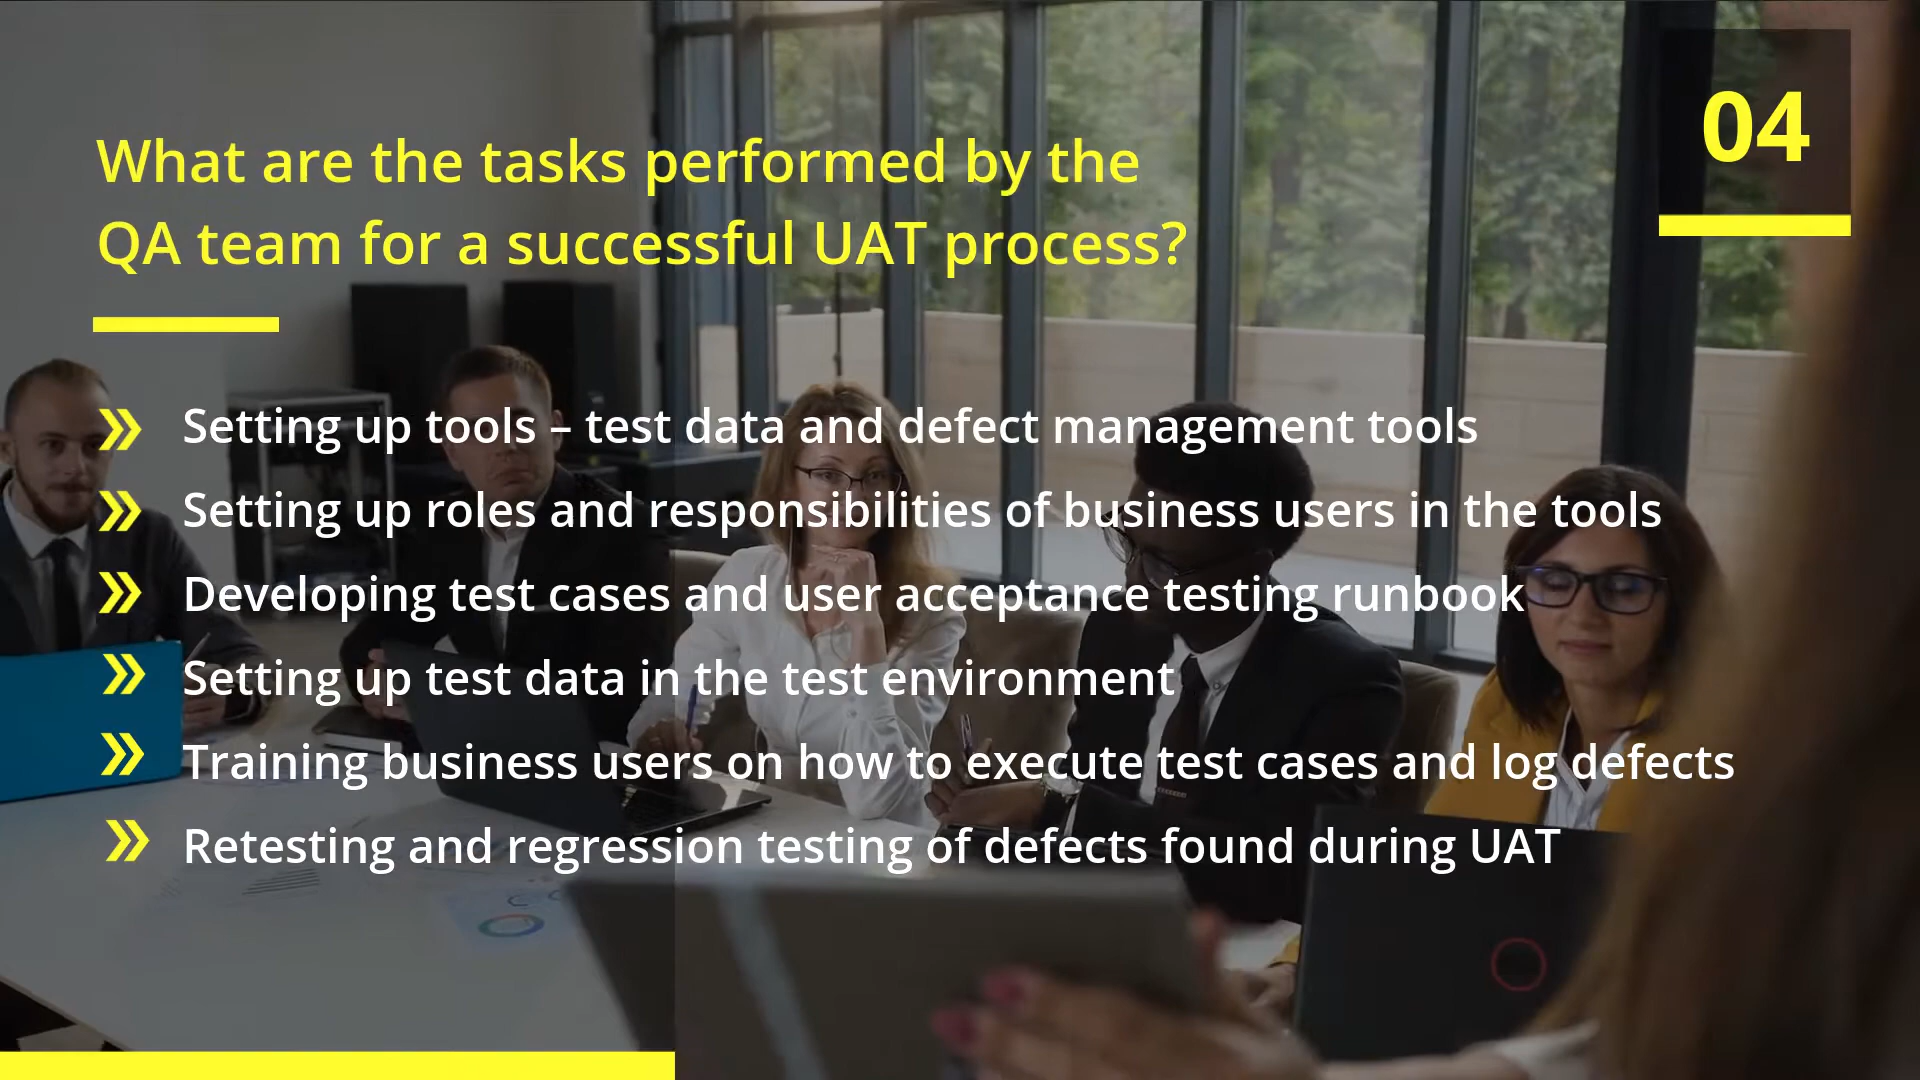 04
What are the tasks performed by the
QA team for a successful UAT process?
Setting up tools – test data and defect management tools
Setting up roles and responsibilities of business users in the tools
Developing test cases and user acceptance testing runbook
Setting up test data in the test environment
Training business users on how to execute test cases and log defects
Retesting and regression testing of defects found during UAT